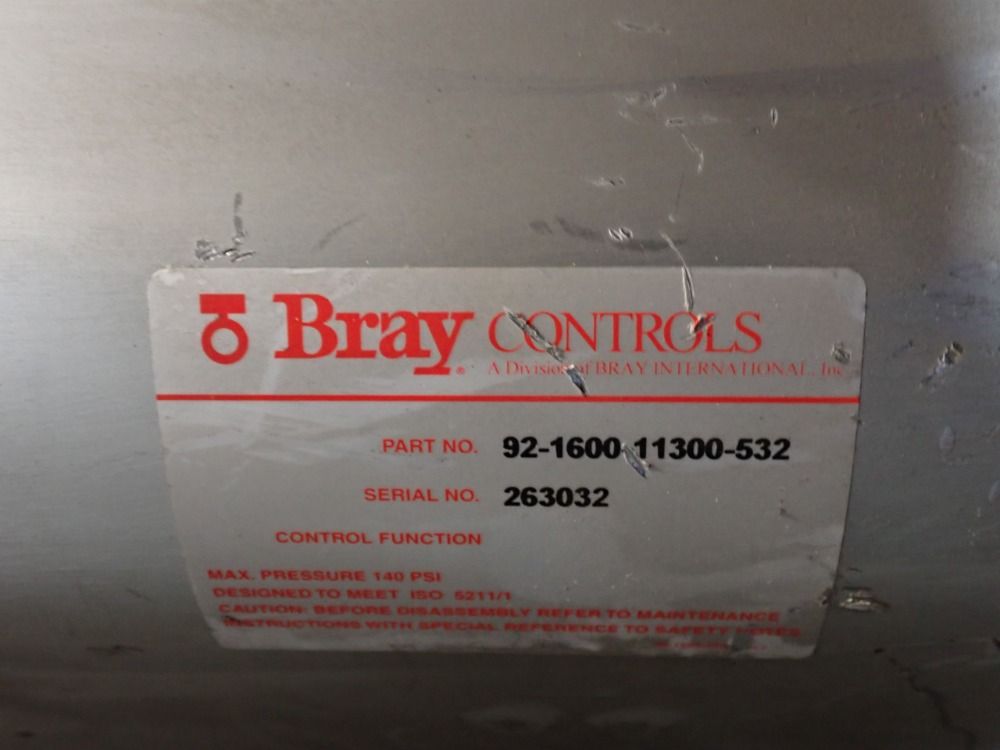 Bray CONTROLS
A Division of BRAY INTERNATIONAL, Inc.
PART NO. 92-1600-11300-532
SERIAL NO. 263032
CONTROL FUNCTION
MAX. PRESSURE 140 PSI
DESIGNED TO MEET ISO 5211/1
CAUTION: BEFORE DISASSEMBLY REFER TO MAINTENANCE
INSTRUCTIONS WITH SPECIAL REFERENCE TO SAFETY NOTES